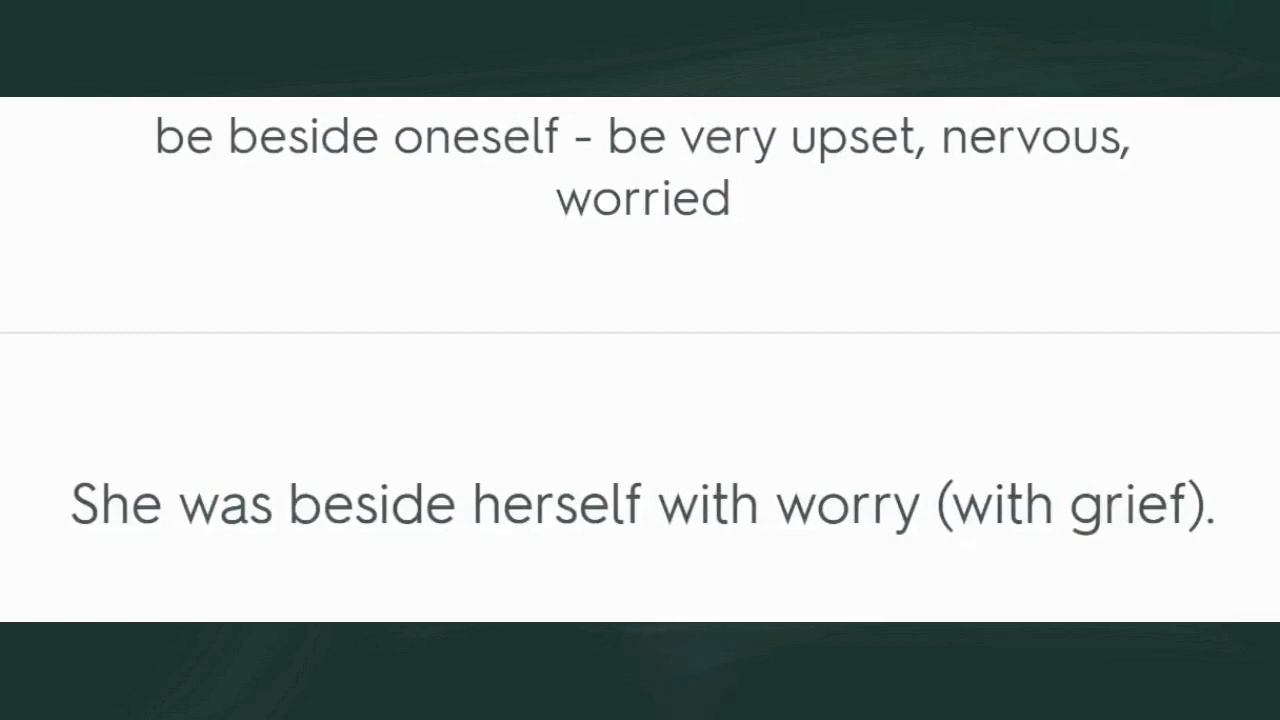 be beside oneself - be very upset, nervous,
worried
She was beside herself with worry (with grief).